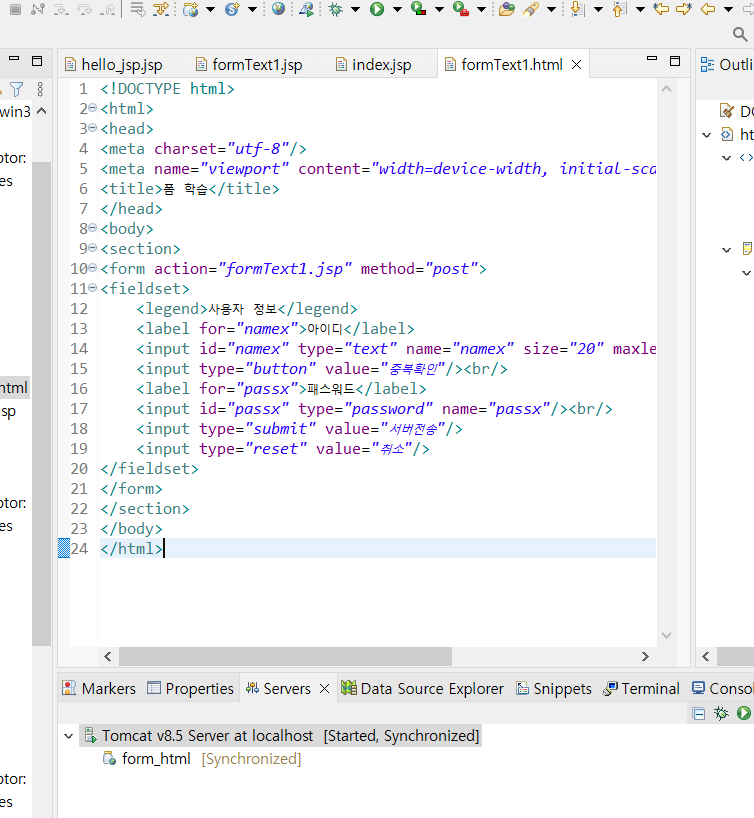 hello_jsp.jsp formText1.jsp index.jsp formText1.html Outli
1 <!DOCTYPE html>
2 <html>
3 <head>
4 <meta charset="utf-8"/>
5 <meta name="viewport" content="width=device-width, initial-sca
6 <title>폼 학습</title>
7 </head>
8 <body>
9 <section>
10 <form action="formText1.jsp" method="post">
11 <fieldset>
12 <legend>사용자 정보</legend>
13 <label for="namex">아이디</label>
14 <input id="namex" type="text" name="namex" size="20" maxle
15 <input type="button" value="중복확인"/><br/>
16 <label for="passx">패스워드</label>
17 <input id="passx" type="password" name="passx"/><br/>
18 <input type="submit" value="서버전송"/>
19 <input type="reset" value="취소"/>
20 </fieldset>
21 </form>
22 </section>
23 </body>
24 </html>
win3
ptor:
es
html
sp
ptor:
es
ptor:
es
DO
ht
Markers Properties Servers Data Source Explorer Snippets Terminal Conso
Tomcat v8.5 Server at localhost [Started, Synchronized]
form_html [Synchronized]